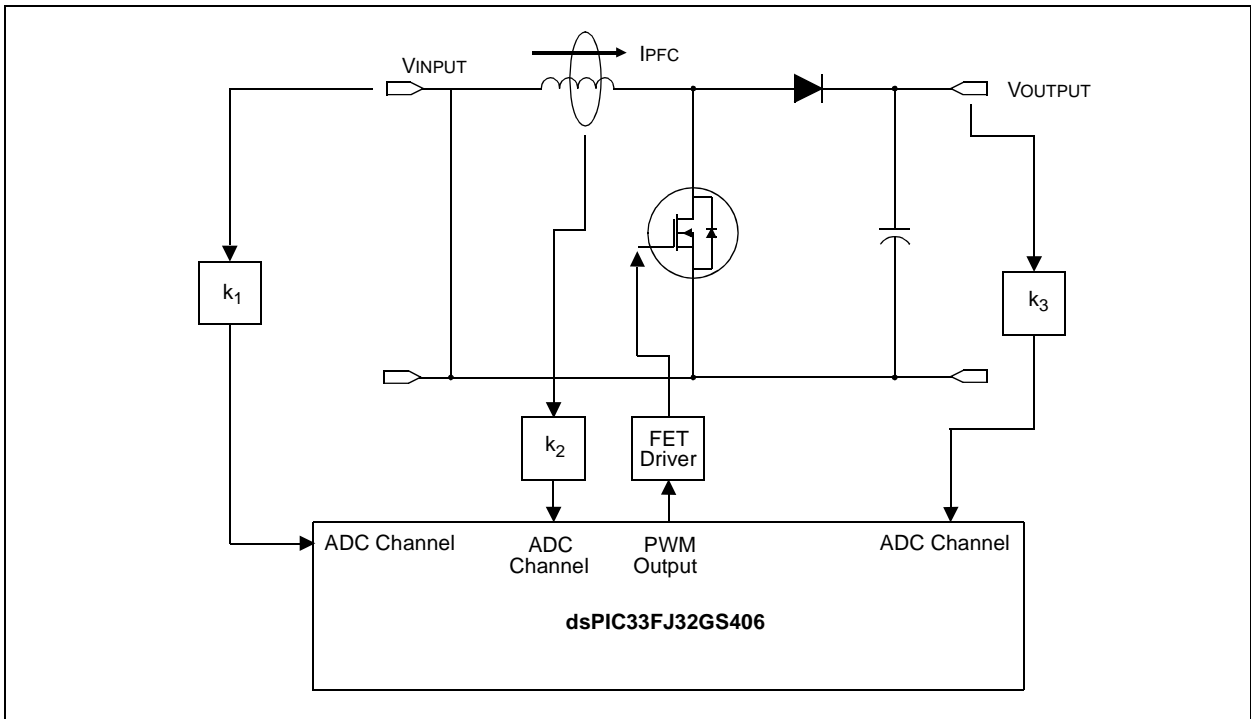 IPFC
VINPUT
VOUTPUT
k1
k2
FET
Driver
k3
ADC Channel
ADC
Channel
PWM
Output
ADC Channel
dsPIC33FJ32GS406